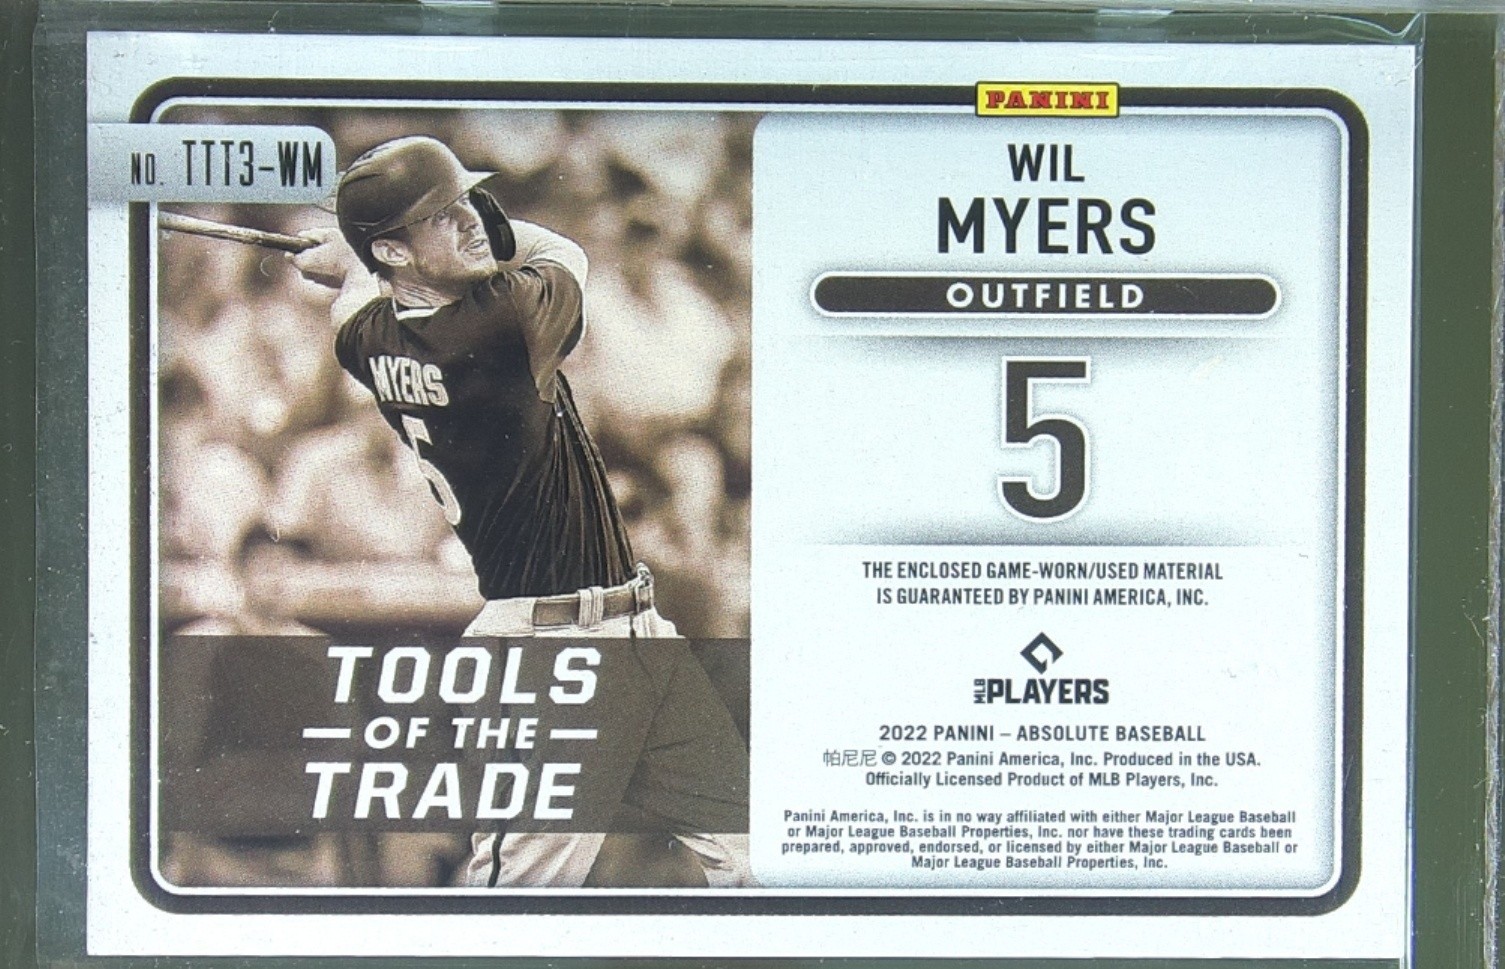 PANINI
NO. TTT3-WM
WIL
MYERS
OUTFIELD
5
MYERS
5
THE ENCLOSED GAME-WORN/USED MATERIAL
IS GUARANTEED BY PANINI AMERICA, INC.
MLB PLAYERS
TOOLS
OF THE
TRADE
2022 PANINI – ABSOLUTE BASEBALL
帕尼尼 © 2022 Panini America, Inc. Produced in the USA.
Officially Licensed Product of MLB Players, Inc.
Panini America, Inc. is in no way affiliated with either Major League Baseball
or Major League Baseball Properties, Inc. nor have these trading cards been
prepared, approved, endorsed, or licensed by either Major League Baseball or
Major League Baseball Properties, Inc.